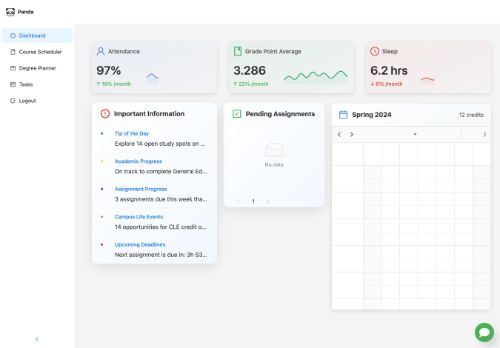 Panda
Dashboard
Course Scheduler
Degree Planner
Tasks
Logout
Attendance
97%
↑ 16% /month
Grade Point Average
3.286
↑ 22% /month
Sleep
6.2 hrs
↓ 8% /month
Important Information
Tip of the Day
Explore 14 open study spots on ...
Academic Progress
On track to complete General Ed...
Assignment Progress
3 assignments due this week tha...
Campus Life Events
14 opportunities for CLE credit o...
Upcoming Deadlines
Next assignment is due in: 3h 53...
Pending Assignments
No data
1
Spring 2024
12 credits